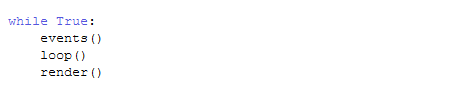 while True:
    events()
    loop()
    render()